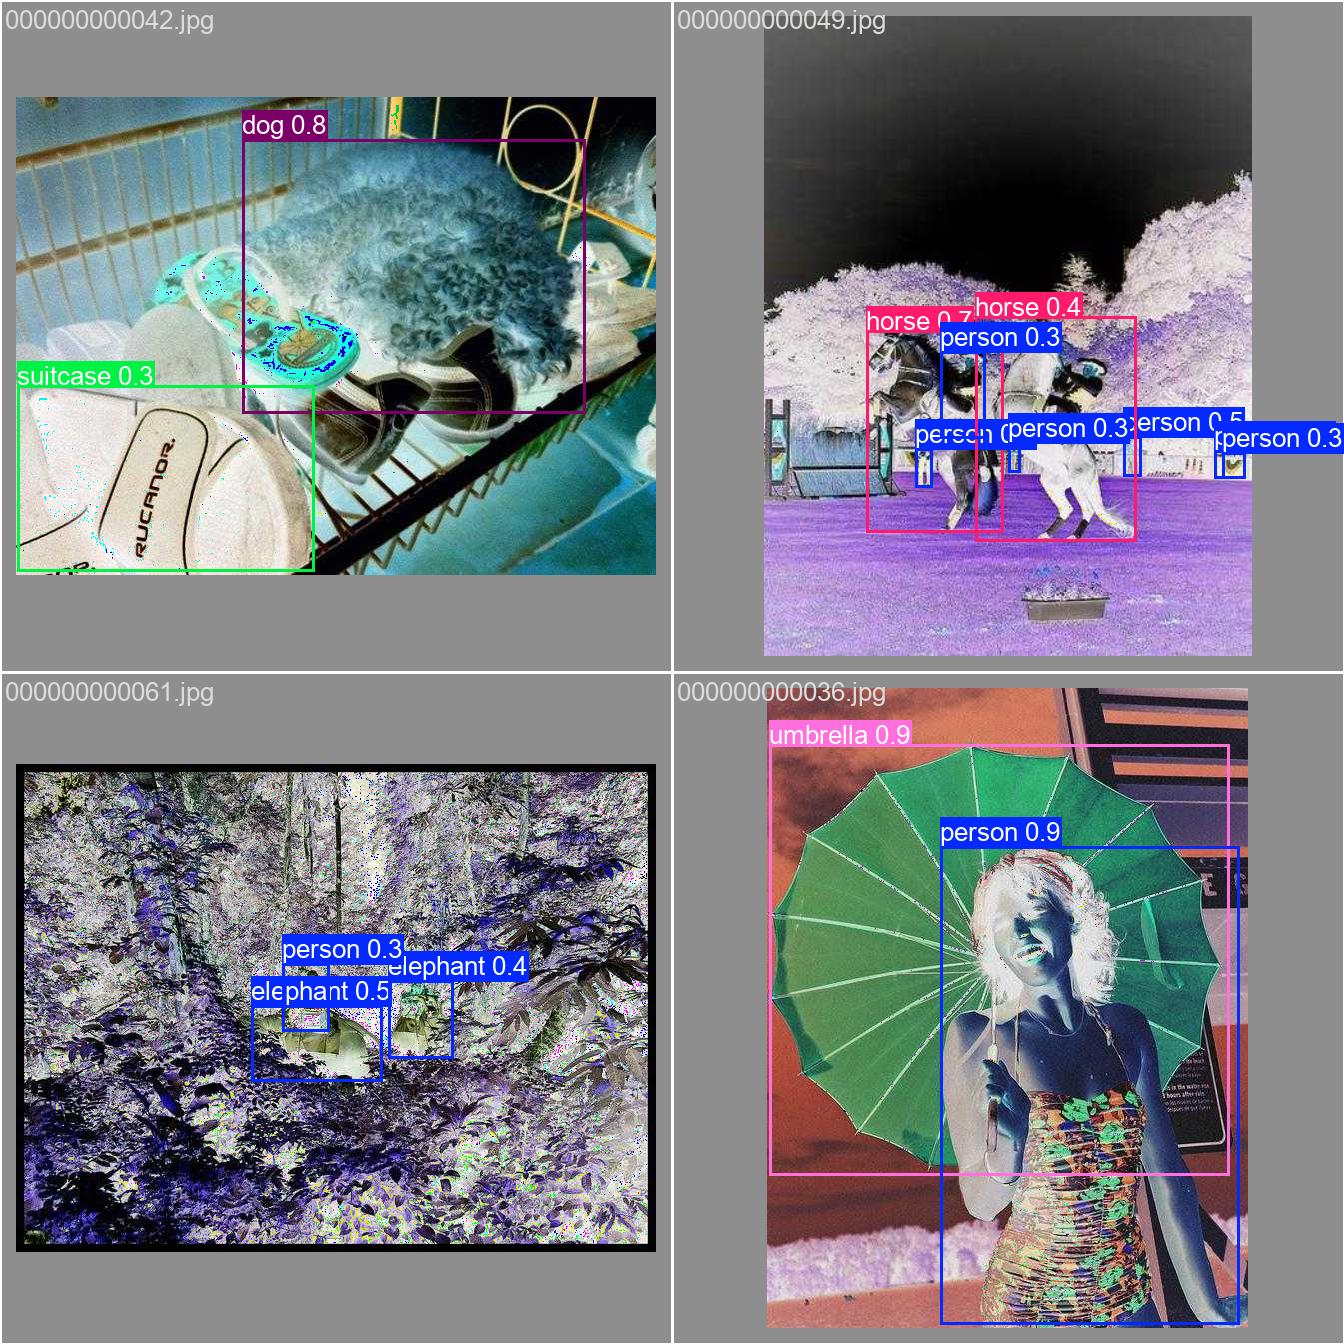 000000000042.jpg
dog 0.8
suitcase 0.3
RUCANOR.
000000000049.jpg
horse 0.7
horse 0.4
person 0.3
person 0.3
person 0.5
person 0.3
000000000061.jpg
person 0.3
elephant 0.4
elephant 0.5
000000000036.jpg
umbrella 0.9
person 0.9